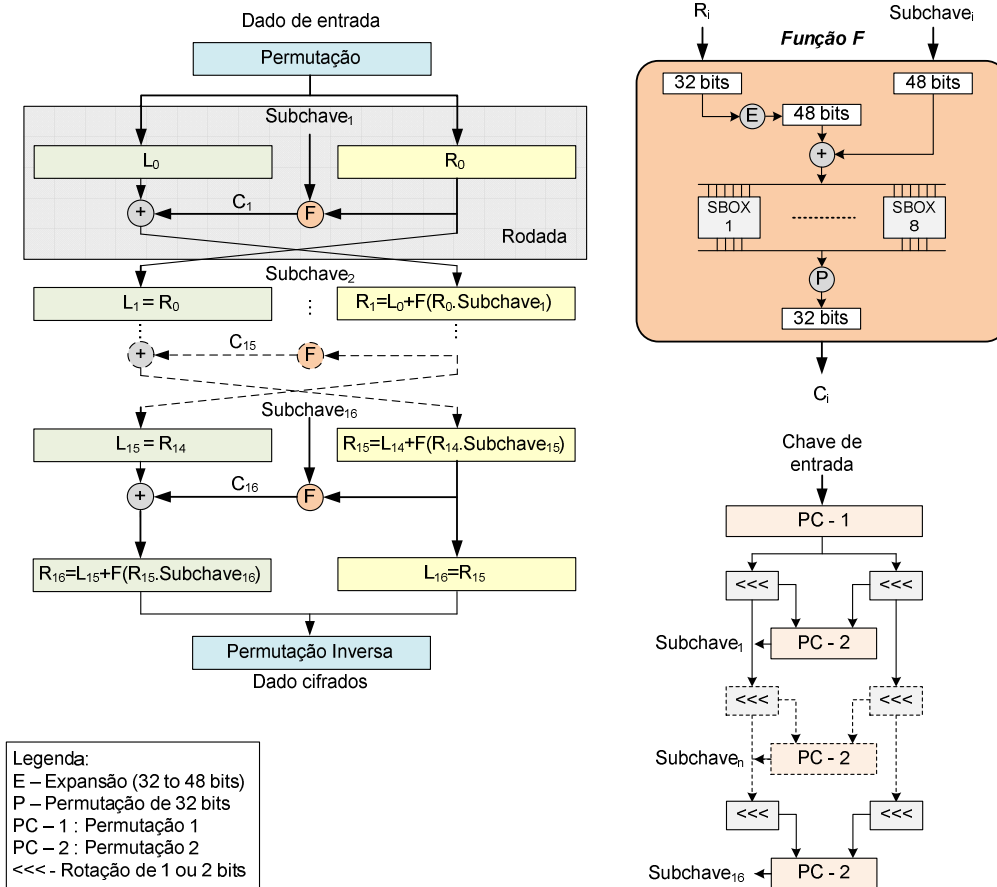 Dado de entrada
Permutação
Subchave₁
L₀
R₀
+
C₁
F
Rodada
Subchave₂
L₁ = R₀
R₁=L₀+F(R₀.Subchave₁)
+
C₁₅
F
Subchave₁₆
L₁₅ = R₁₄
R₁₅=L₁₄+F(R₁₄.Subchave₁₅)
+
C₁₆
F
R₁₆=L₁₅+F(R₁₅.Subchave₁₆)
L₁₆=R₁₅
Permutação Inversa
Dado cifrados
Legenda:
E – Expansão (32 to 48 bits)
P – Permutação de 32 bits
PC – 1 : Permutação 1
PC – 2 : Permutação 2
<<< - Rotação de 1 ou 2 bits
Rᵢ
Subchaveᵢ
Função F
32 bits
48 bits
E
48 bits
+
SBOX
1
SBOX
8
P
32 bits
Cᵢ
Chave de
entrada
PC - 1
<<<
<<<
Subchave₁
PC - 2
<<<
<<<
Subchaveₙ
PC - 2
<<<
<<<
Subchave₁₆
PC - 2